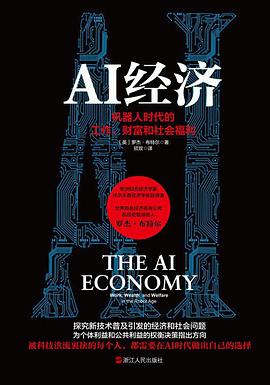 AI经济
机器人时代的
工作、财富和社会福利
[英]罗杰·布特尔 著
欣玫 译
罗杰·布特尔
THE AI
ECONOMY
Work, Wealth and Welfare
in the Robot Age
探究新技术普及引发的经济和社会问题
为个体利益和公共利益的权衡决策指出方向
被科技洪流裹挟的每个人，都需要在AI时代做出自己的选择
浙江人民出版社